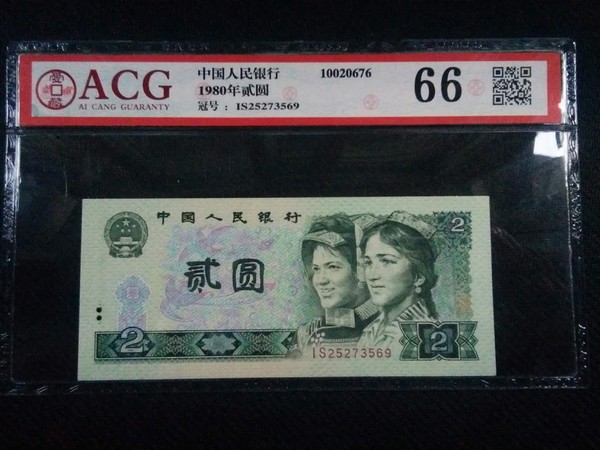 ACG
AI CANG GUARANTY
中国人民银行 10020676
1980年贰圆
冠号 : IS25273569
66
中国人民银行
2
贰圆
2
IS25273569
2